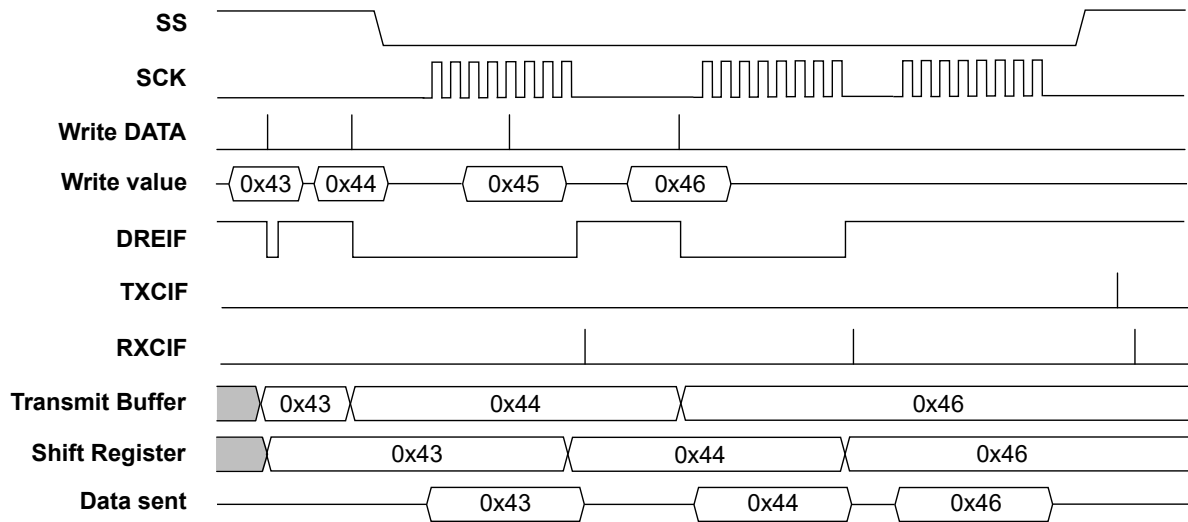 SS
SCK
Write DATA
Write value 0x43 0x44 0x45 0x46
DREIF
TXCIF
RXCIF
Transmit Buffer 0x43 0x44 0x46
Shift Register 0x43 0x44 0x46
Data sent 0x43 0x44 0x46